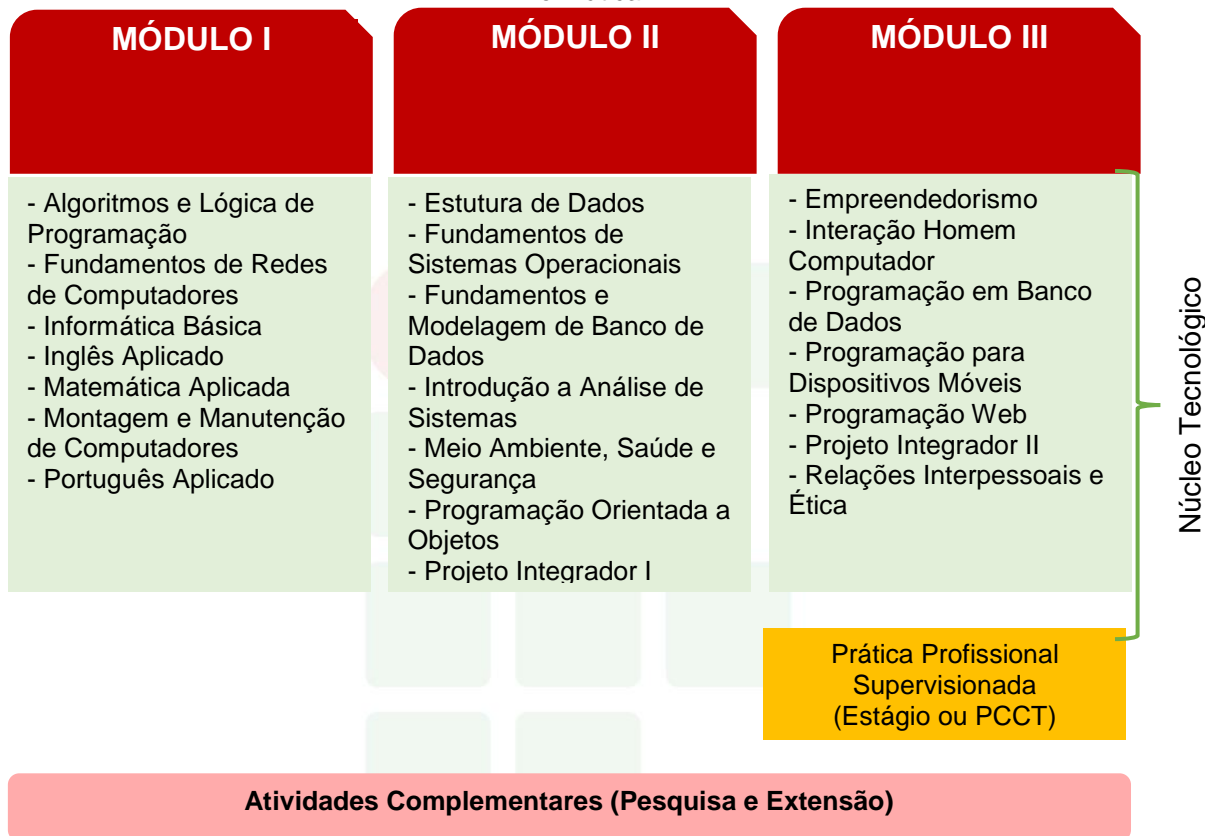 MÓDULO I
- Algoritmos e Lógica de
Programação
- Fundamentos de Redes
de Computadores
- Informática Básica
- Inglês Aplicado
- Matemática Aplicada
- Montagem e Manutenção
de Computadores
- Português Aplicado
MÓDULO II
- Estutura de Dados
- Fundamentos de
Sistemas Operacionais
- Fundamentos e
Modelagem de Banco de
Dados
- Introdução a Análise de
Sistemas
- Meio Ambiente, Saúde e
Segurança
- Programação Orientada a
Objetos
- Projeto Integrador I
MÓDULO III
- Empreendedorismo
- Interação Homem
Computador
- Programação em Banco
de Dados
- Programação para
Dispositivos Móveis
- Programação Web
- Projeto Integrador II
- Relações Interpessoais e
Ética
Núcleo Tecnológico
Prática Profissional
Supervisionada
(Estágio ou PCCT)
Atividades Complementares (Pesquisa e Extensão)